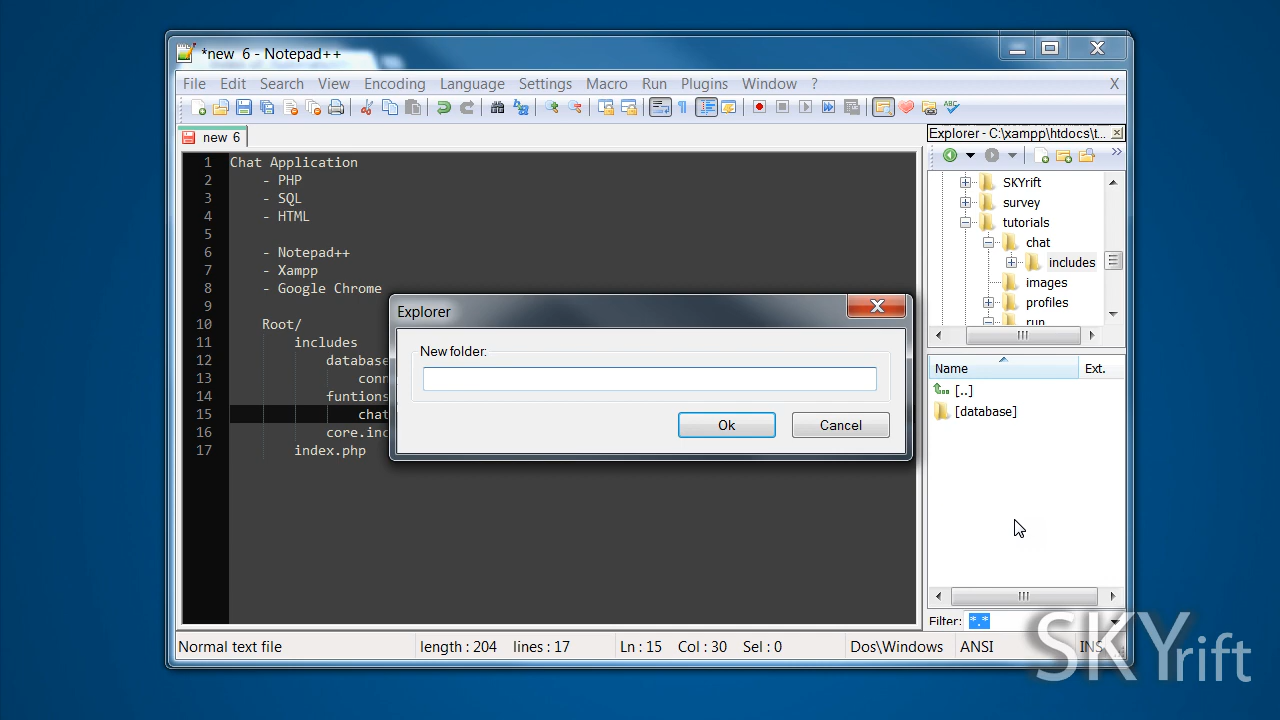 *new 6 - Notepad++
File Edit Search View Encoding Language Settings Macro Run Plugins Window ? X
new 6
1 Chat Application
2 - PHP
3 - SQL
4 - HTML
5
6 - Notepad++
7 - Xampp
8 - Google Chrome
9
10 Root/
11 includes
12 database
13 conn
14 funtions
15 chat
16 core.inc
17 index.php
Explorer - C:\xampp\htdocs\t...
SKYrift
survey
tutorials
chat
includes
images
profiles
run
Name Ext.
[..]
[database]
Filter: *.*
Explorer
New folder:
Ok Cancel
Normal text file length : 204 lines : 17 Ln : 15 Col : 30 Sel : 0 Dos\Windows ANSI INS
SKYrift